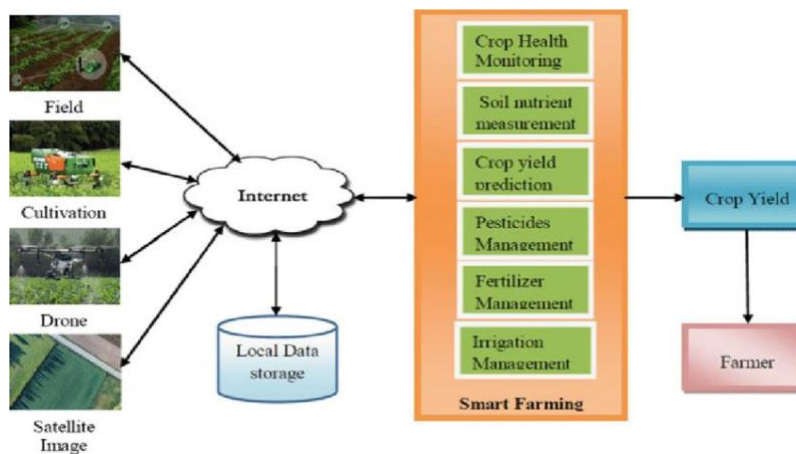 Field
Cultivation
Drone
Satellite
Image
Internet
Local Data
storage
Crop Health
Monitoring
Soil nutrient
measurement
Crop yield
prediction
Pesticides
Management
Fertilizer
Management
Irrigation
Management
Smart Farming
Crop Yield
Farmer